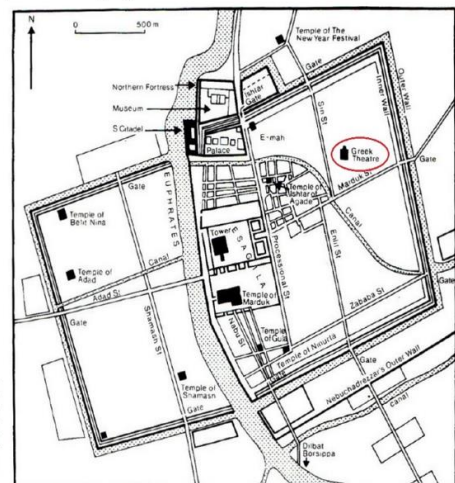 N
0
500 m
Temple of The
New Year Festival
Northern Fortress
Museum
S Citadel
Ishtar
Gate
Gate
Inner Wall
Outer Wall
Sin St
E-mah
Palace
Greek
Theatre
Gate
Marduk St
Temple of
Ishtar of
Agade
Gate
EUPHRATES
Temple of
Belit Nina
Canal
Enlil St
Canal
Tower
ESAGILA
Processional St
Temple of
Adad
Adad St
Temple of
Marduk
Zababa St
Gate
Shamash St
Nabu St
Temple of Gula
Temple of Ninurta
Gate
Temple of
Shamash
Nebuchadrezzar's Outer Wall
canal
Gate
Dilbat
Borsippa